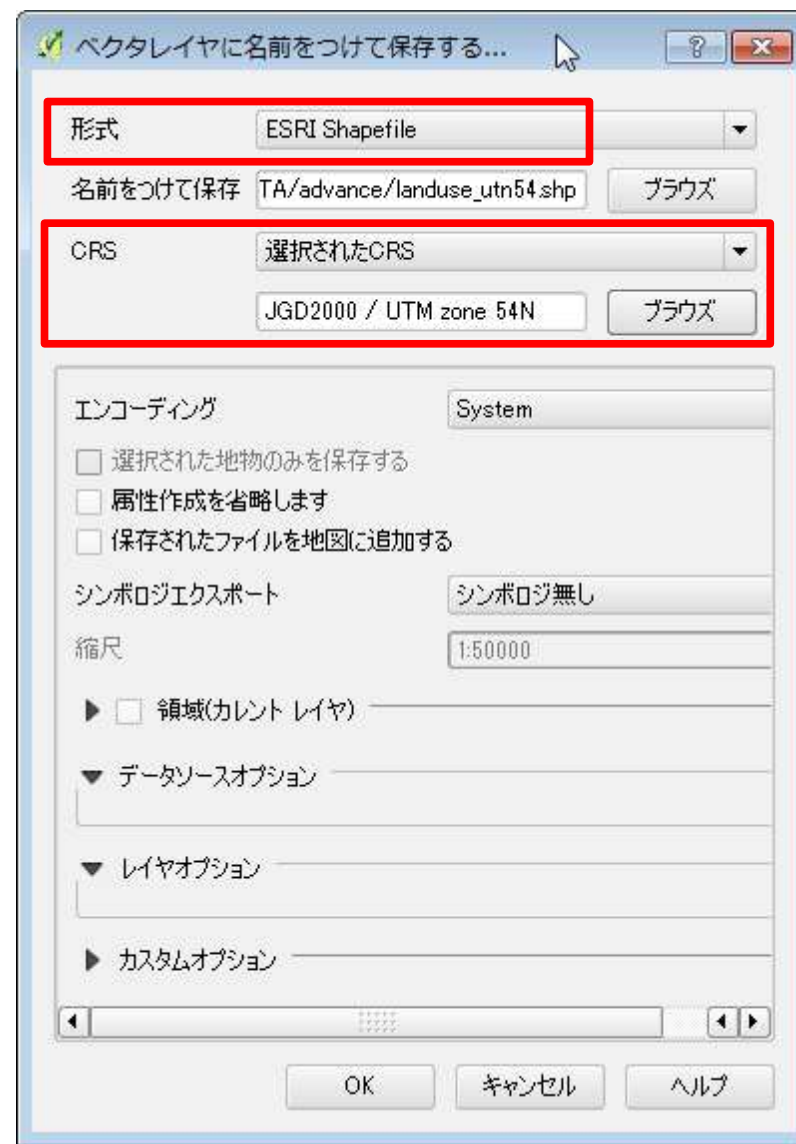 ベクタレイヤに名前をつけて保存する...
形式 ESRI Shapefile
名前をつけて保存 TA/advance/landuse_utn54.shp ブラウズ
CRS 選択されたCRS
JGD2000 / UTM zone 54N ブラウズ
エンコーディング System
選択された地物のみを保存する
属性作成を省略します
保存されたファイルを地図に追加する
シンボロジエクスポート シンボロジ無し
縮尺 1:50000
領域(カレント レイヤ)
データソースオプション
レイヤオプション
カスタムオプション
OK キャンセル ヘルプ